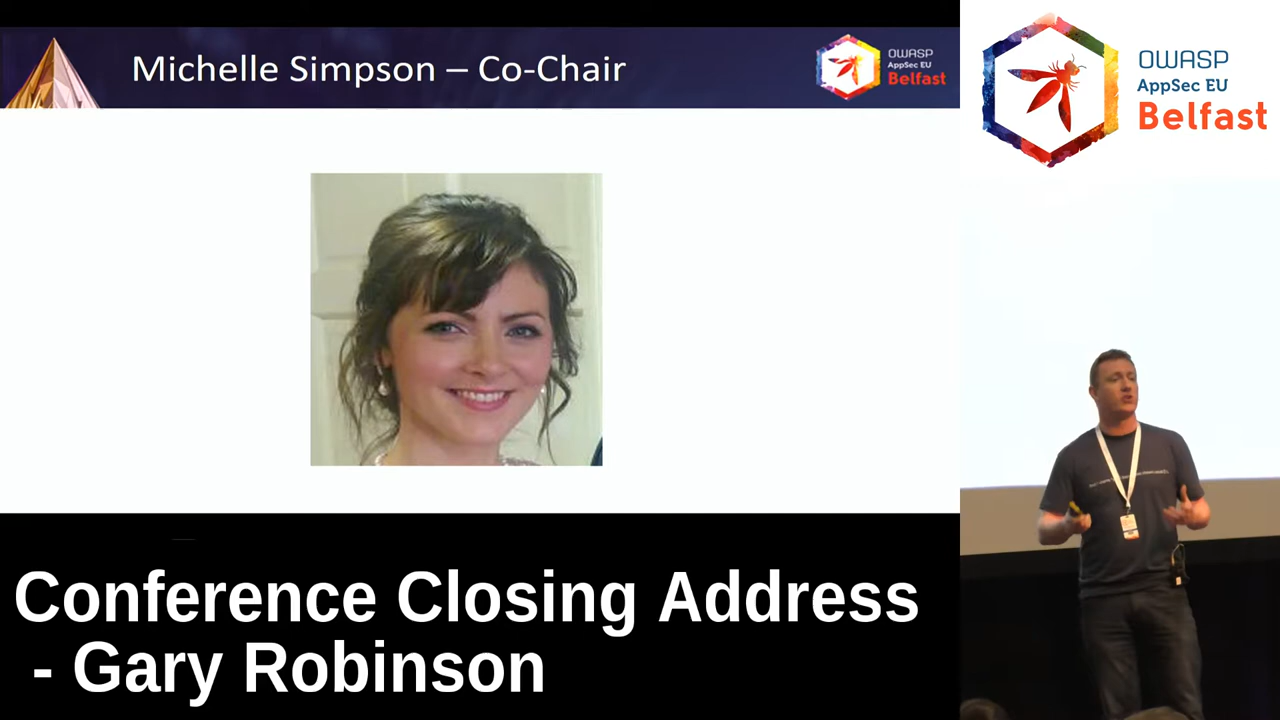 Michelle Simpson – Co-Chair
OWASP
AppSec EU
Belfast
OWASP
AppSec EU
Belfast
Conference Closing Address
- Gary Robinson